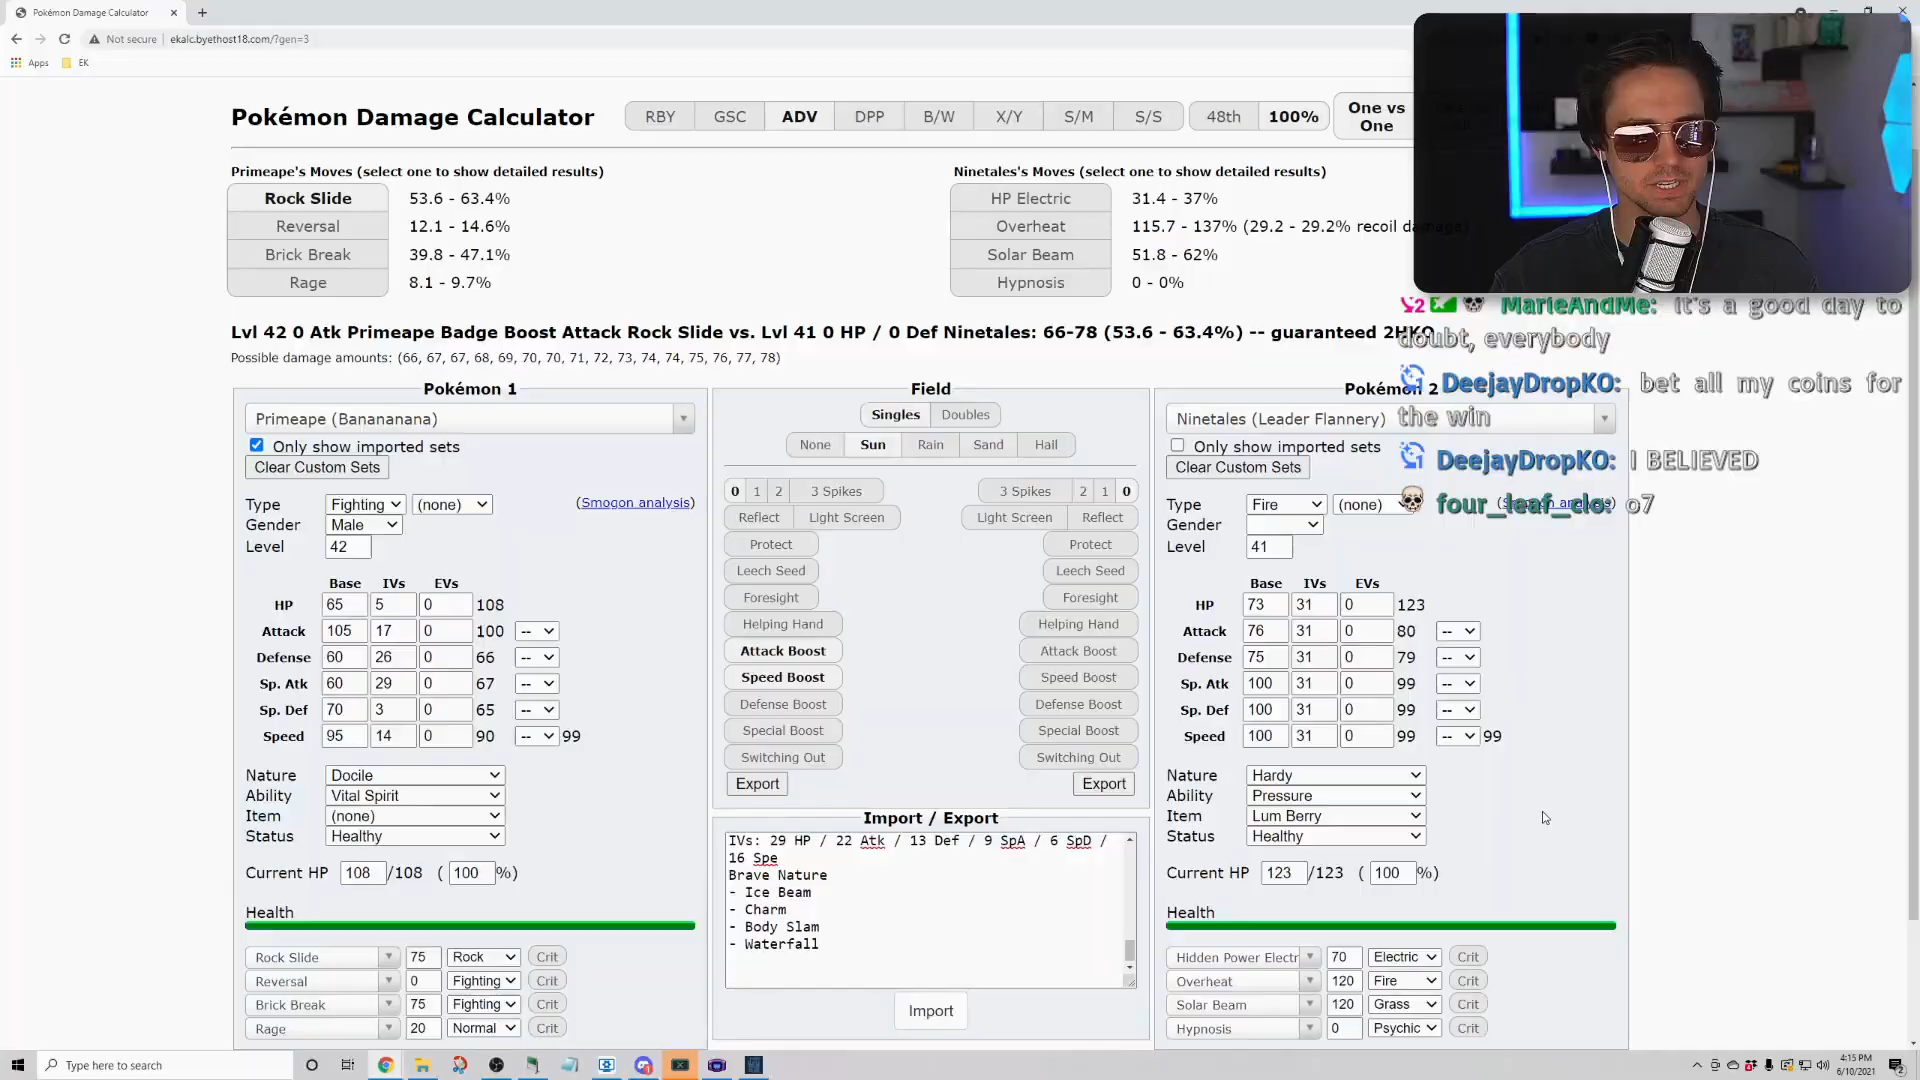 Pokémon Damage Calculator
Not secure ekalc.byethost18.com/?gen=3
Apps EK
Pokémon Damage Calculator RBY GSC ADV DPP B/W X/Y S/M S/S 48th 100% One vs One
Primeape's Moves (select one to show detailed results)
Rock Slide 53.6 - 63.4%
Reversal 12.1 - 14.6%
Brick Break 39.8 - 47.1%
Rage 8.1 - 9.7%
Ninetales's Moves (select one to show detailed results)
HP Electric 31.4 - 37%
Overheat 115.7 - 137% (29.2 - 29.2% recoil damage)
Solar Beam 51.8 - 62%
Hypnosis 0 - 0%
MarieAndMe: it's a good day to
doubt, everybody
DeejayDropKO: bet all my coins for
the win
DeejayDropKO: I BELIEVED
four_leaf_clo: o7
Lvl 42 0 Atk Primeape Badge Boost Attack Rock Slide vs. Lvl 41 0 HP / 0 Def Ninetales: 66-78 (53.6 - 63.4%) -- guaranteed 2HKO
Possible damage amounts: (66, 67, 67, 68, 69, 70, 70, 71, 72, 73, 74, 74, 75, 76, 77, 78)
Pokémon 1
Primeape (Banananana)
Only show imported sets
Clear Custom Sets
Type Fighting (none) (Smogon analysis)
Gender Male
Level 42
Base IVs EVs
HP 65 5 0 108
Attack 105 17 0 100 --
Defense 60 26 0 66 --
Sp. Atk 60 29 0 67 --
Sp. Def 70 3 0 65 --
Speed 95 14 0 90 -- 99
Nature Docile
Ability Vital Spirit
Item (none)
Status Healthy
Current HP 108 /108 ( 100 %)
Health
Rock Slide 75 Rock Crit
Reversal 0 Fighting Crit
Brick Break 75 Fighting Crit
Rage 20 Normal Crit
Field
Singles Doubles
None Sun Rain Sand Hail
0 1 2 3 Spikes 3 Spikes 2 1 0
Reflect Light Screen Light Screen Reflect
Protect Protect
Leech Seed Leech Seed
Foresight Foresight
Helping Hand Helping Hand
Attack Boost Attack Boost
Speed Boost Speed Boost
Defense Boost Defense Boost
Special Boost Special Boost
Switching Out Switching Out
Export Export
Import / Export
IVs: 29 HP / 22 Atk / 13 Def / 9 SpA / 6 SpD /
16 Spe
Brave Nature
- Ice Beam
- Charm
- Body Slam
- Waterfall
Import
Pokémon 2
Ninetales (Leader Flannery)
Only show imported sets
Clear Custom Sets
Type Fire (none)
Gender
Level 41
Base IVs EVs
HP 73 31 0 123
Attack 76 31 0 80 --
Defense 75 31 0 79 --
Sp. Atk 100 31 0 99 --
Sp. Def 100 31 0 99 --
Speed 100 31 0 99 -- 99
Nature Hardy
Ability Pressure
Item Lum Berry
Status Healthy
Current HP 123 /123 ( 100 %)
Health
Hidden Power Electr 70 Electric Crit
Overheat 120 Fire Crit
Solar Beam 120 Grass Crit
Hypnosis 0 Psychic Crit
Type here to search
4:15 PM
6/10/2021